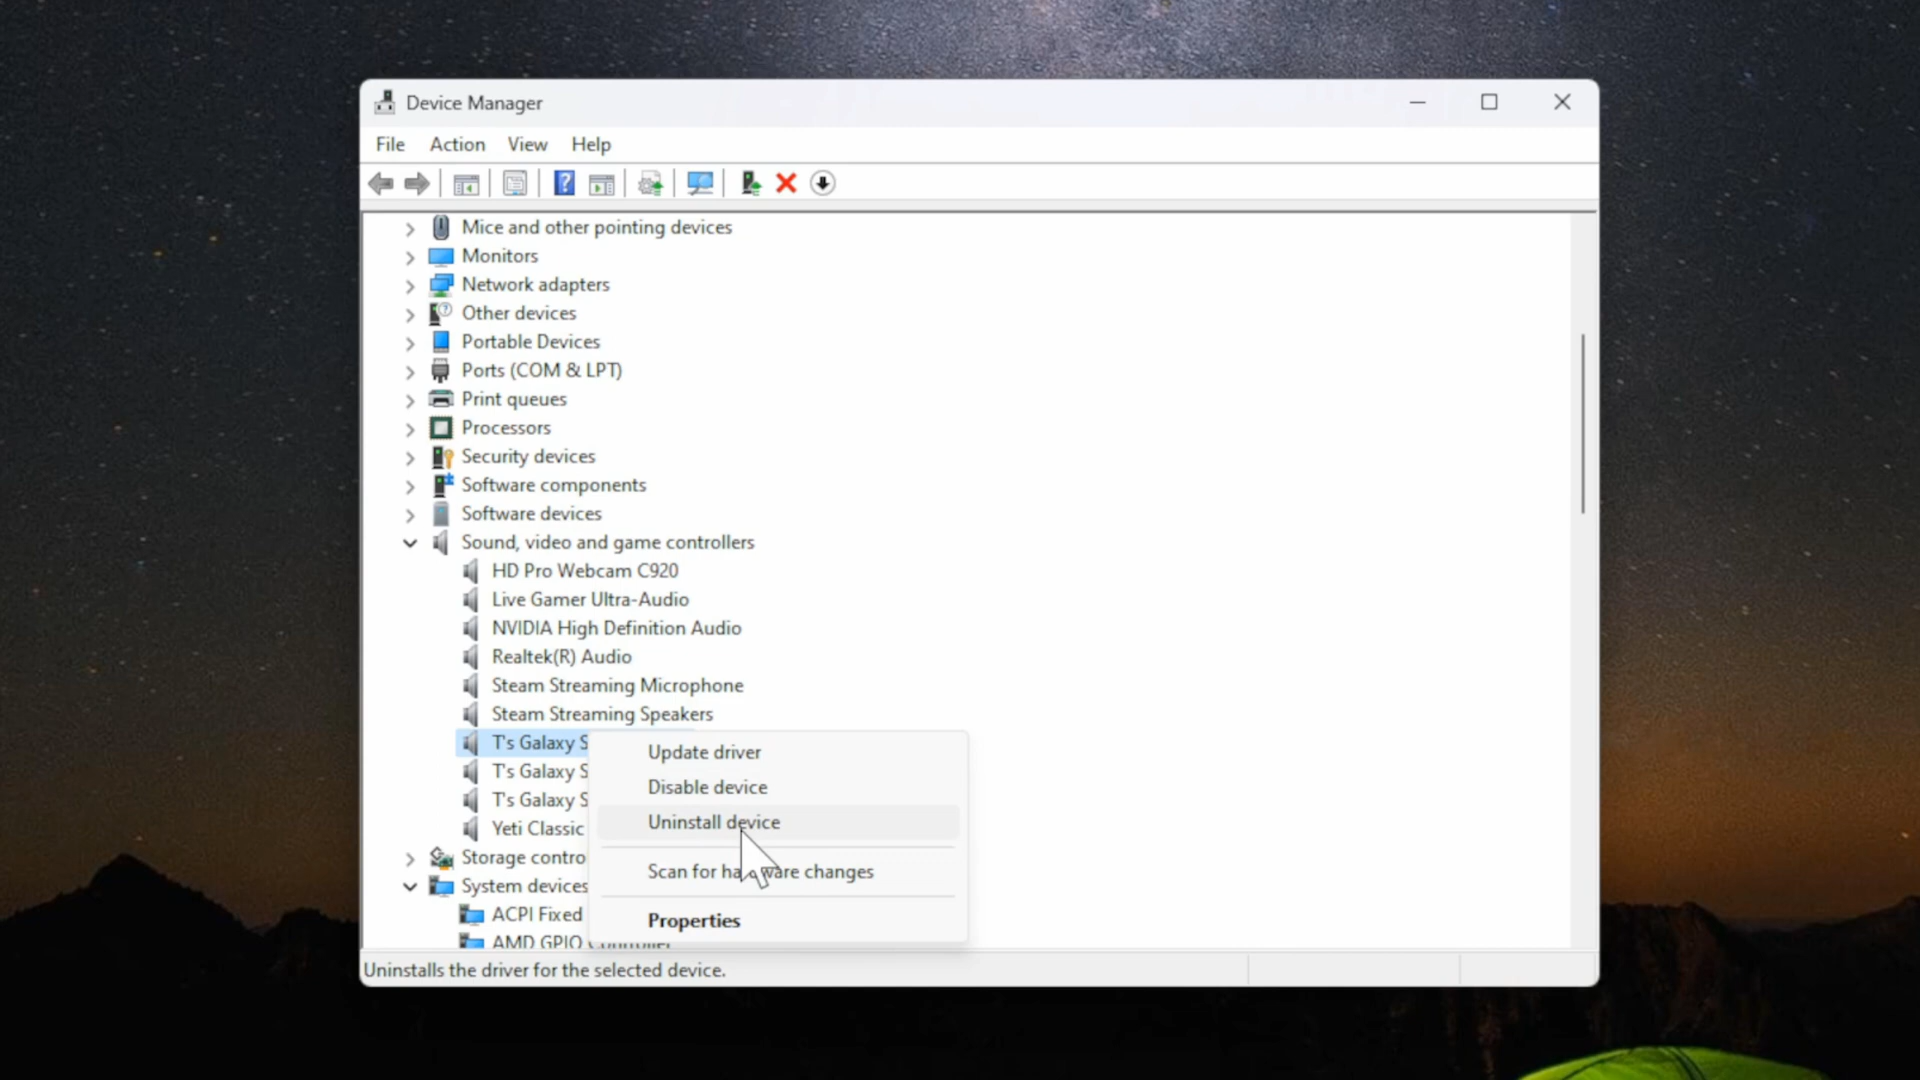 Device Manager
File Action View Help
Mice and other pointing devices
Monitors
Network adapters
Other devices
Portable Devices
Ports (COM & LPT)
Print queues
Processors
Security devices
Software components
Software devices
Sound, video and game controllers
HD Pro Webcam C920
Live Gamer Ultra-Audio
NVIDIA High Definition Audio
Realtek(R) Audio
Steam Streaming Microphone
Steam Streaming Speakers
T's Galaxy S
T's Galaxy S
T's Galaxy S
Yeti Classic
Storage contro
System devices
ACPI Fixed
AMD GPIO Controller
Update driver
Disable device
Uninstall device
Scan for hardware changes
Properties
Uninstalls the driver for the selected device.